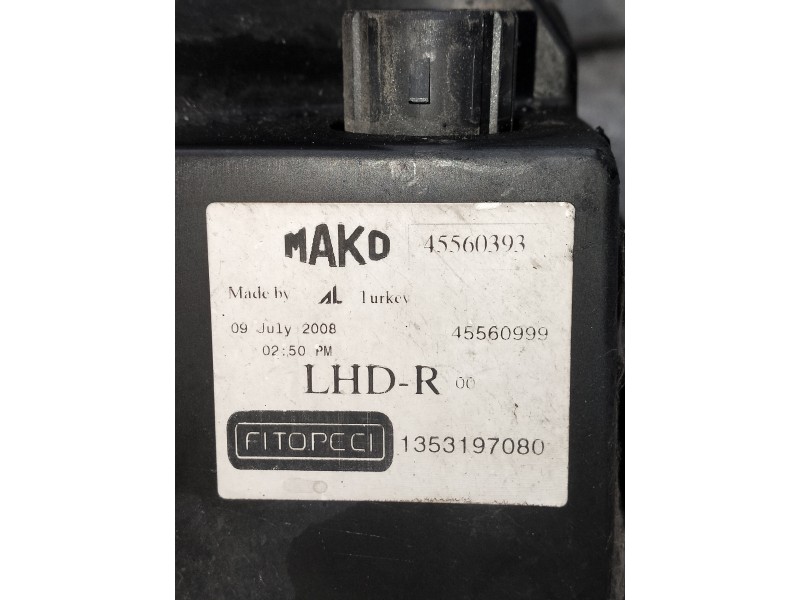 MAKO 45560393
Made by AL Turkey
09 July 2008 45560999
02:50 PM
LHD-R 00
FITOPECI 1353197080